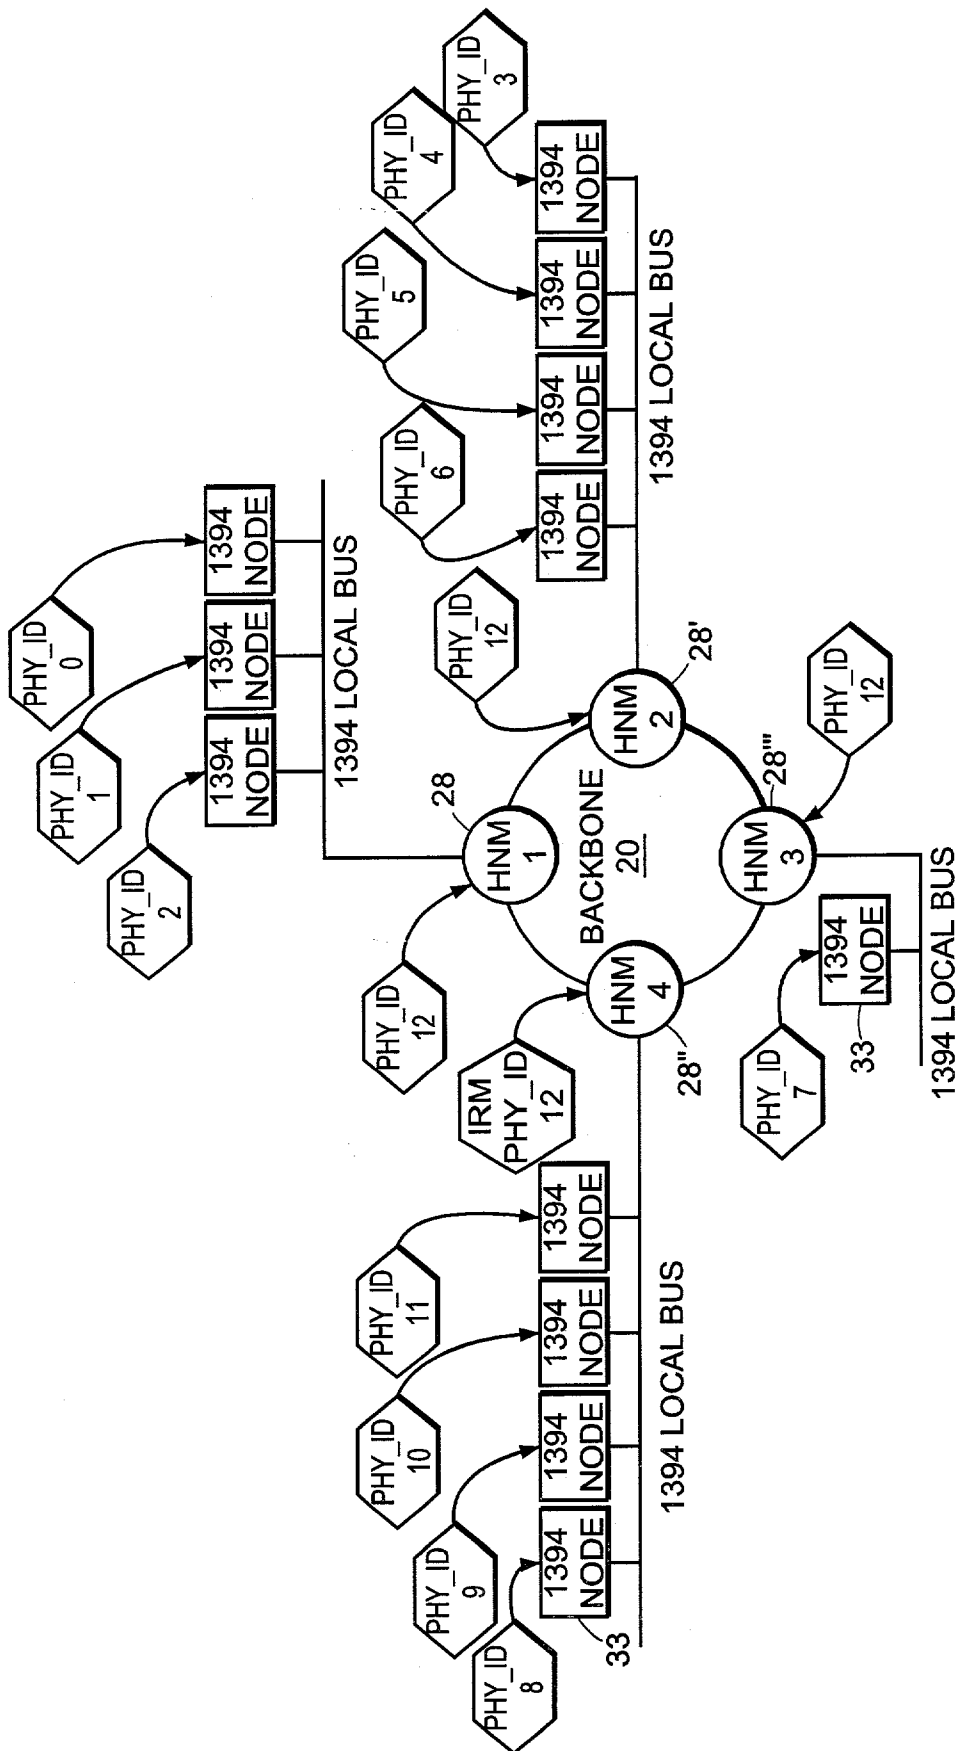 PHY_ID
0
PHY_ID
1
PHY_ID
2
1394
NODE
1394
NODE
1394
NODE
1394 LOCAL BUS
PHY_ID
3
PHY_ID
4
PHY_ID
5
PHY_ID
6
1394
NODE
1394
NODE
1394
NODE
1394
NODE
1394 LOCAL BUS
PHY_ID
12
HNM
1
28
PHY_ID
12
HNM
2
28'
BACKBONE
20
IRM
PHY_ID
12
HNM
4
28"
HNM
3
28'''
PHY_ID
12
PHY_ID
11
PHY_ID
10
PHY_ID
9
PHY_ID
8
1394
NODE
1394
NODE
1394
NODE
1394
NODE
33
1394 LOCAL BUS
PHY_ID
7
1394
NODE
33
1394 LOCAL BUS